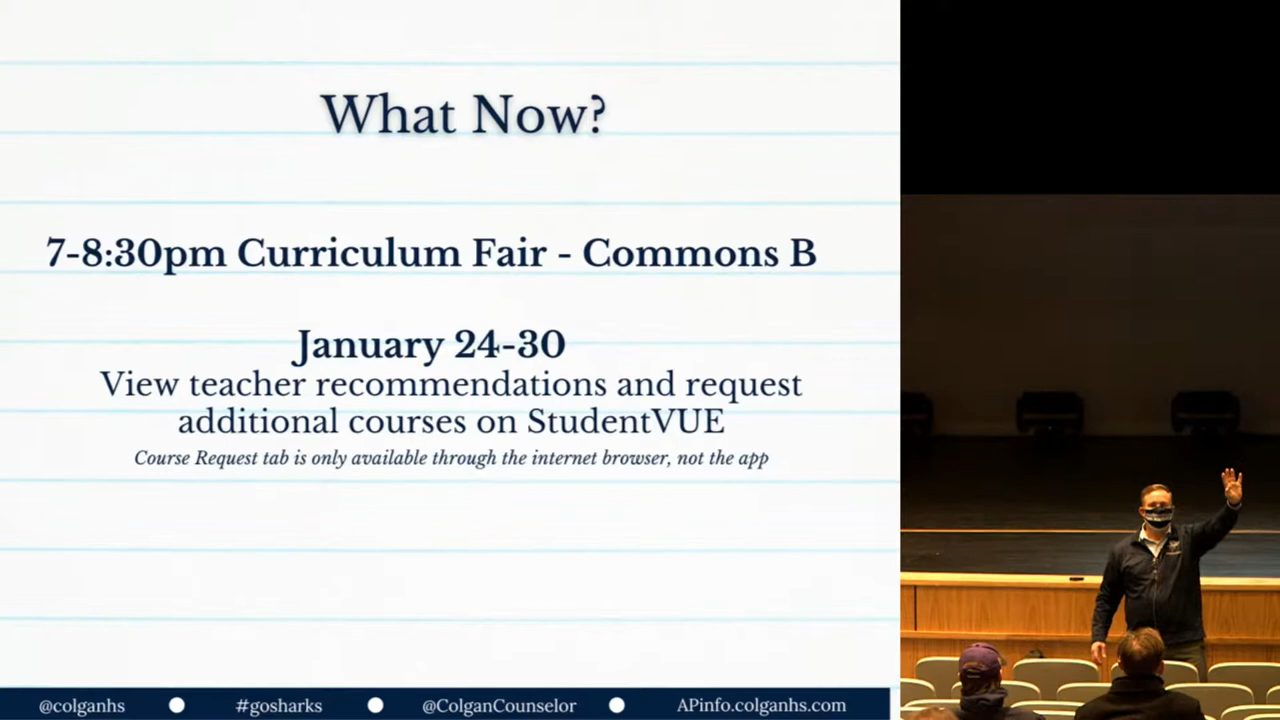 What Now?
7-8:30pm Curriculum Fair - Commons B
January 24-30
View teacher recommendations and request
additional courses on StudentVUE
Course Request tab is only available through the internet browser, not the app
@colganhs
#gosharks
@ColganCounselor
APinfo.colganhs.com